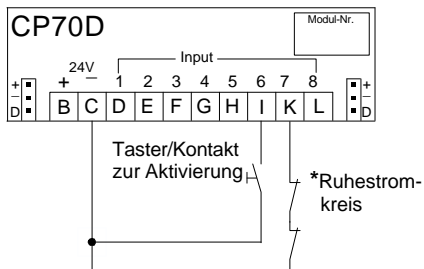 CP70D
Modul-Nr.
Input
24V
+ – 1 2 3 4 5 6 7 8
+ – D
B C D E F G H I K L
+ – D
Taster/Kontakt
zur Aktivierung
*Ruhestrom-
kreis